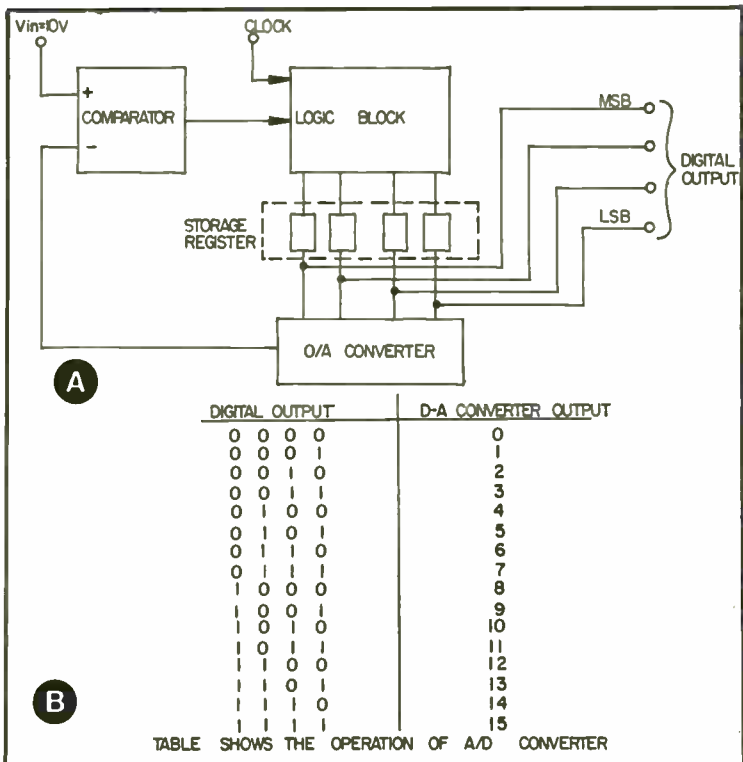 Vin=10V
CLOCK
+
COMPARATOR
-
LOGIC BLOCK
MSB
DIGITAL
OUTPUT
LSB
STORAGE
REGISTER
O/A CONVERTER
A
DIGITAL OUTPUT D-A CONVERTER OUTPUT
0 0 0 0 0
0 0 0 1 1
0 0 1 0 2
0 0 1 1 3
0 1 0 0 4
0 1 0 1 5
0 1 1 0 6
0 1 1 1 7
1 0 0 0 8
1 0 0 1 9
1 0 1 0 10
1 0 1 1 11
1 1 0 0 12
1 1 0 1 13
1 1 1 0 14
1 1 1 1 15
B
TABLE SHOWS THE OPERATION OF A/D CONVERTER